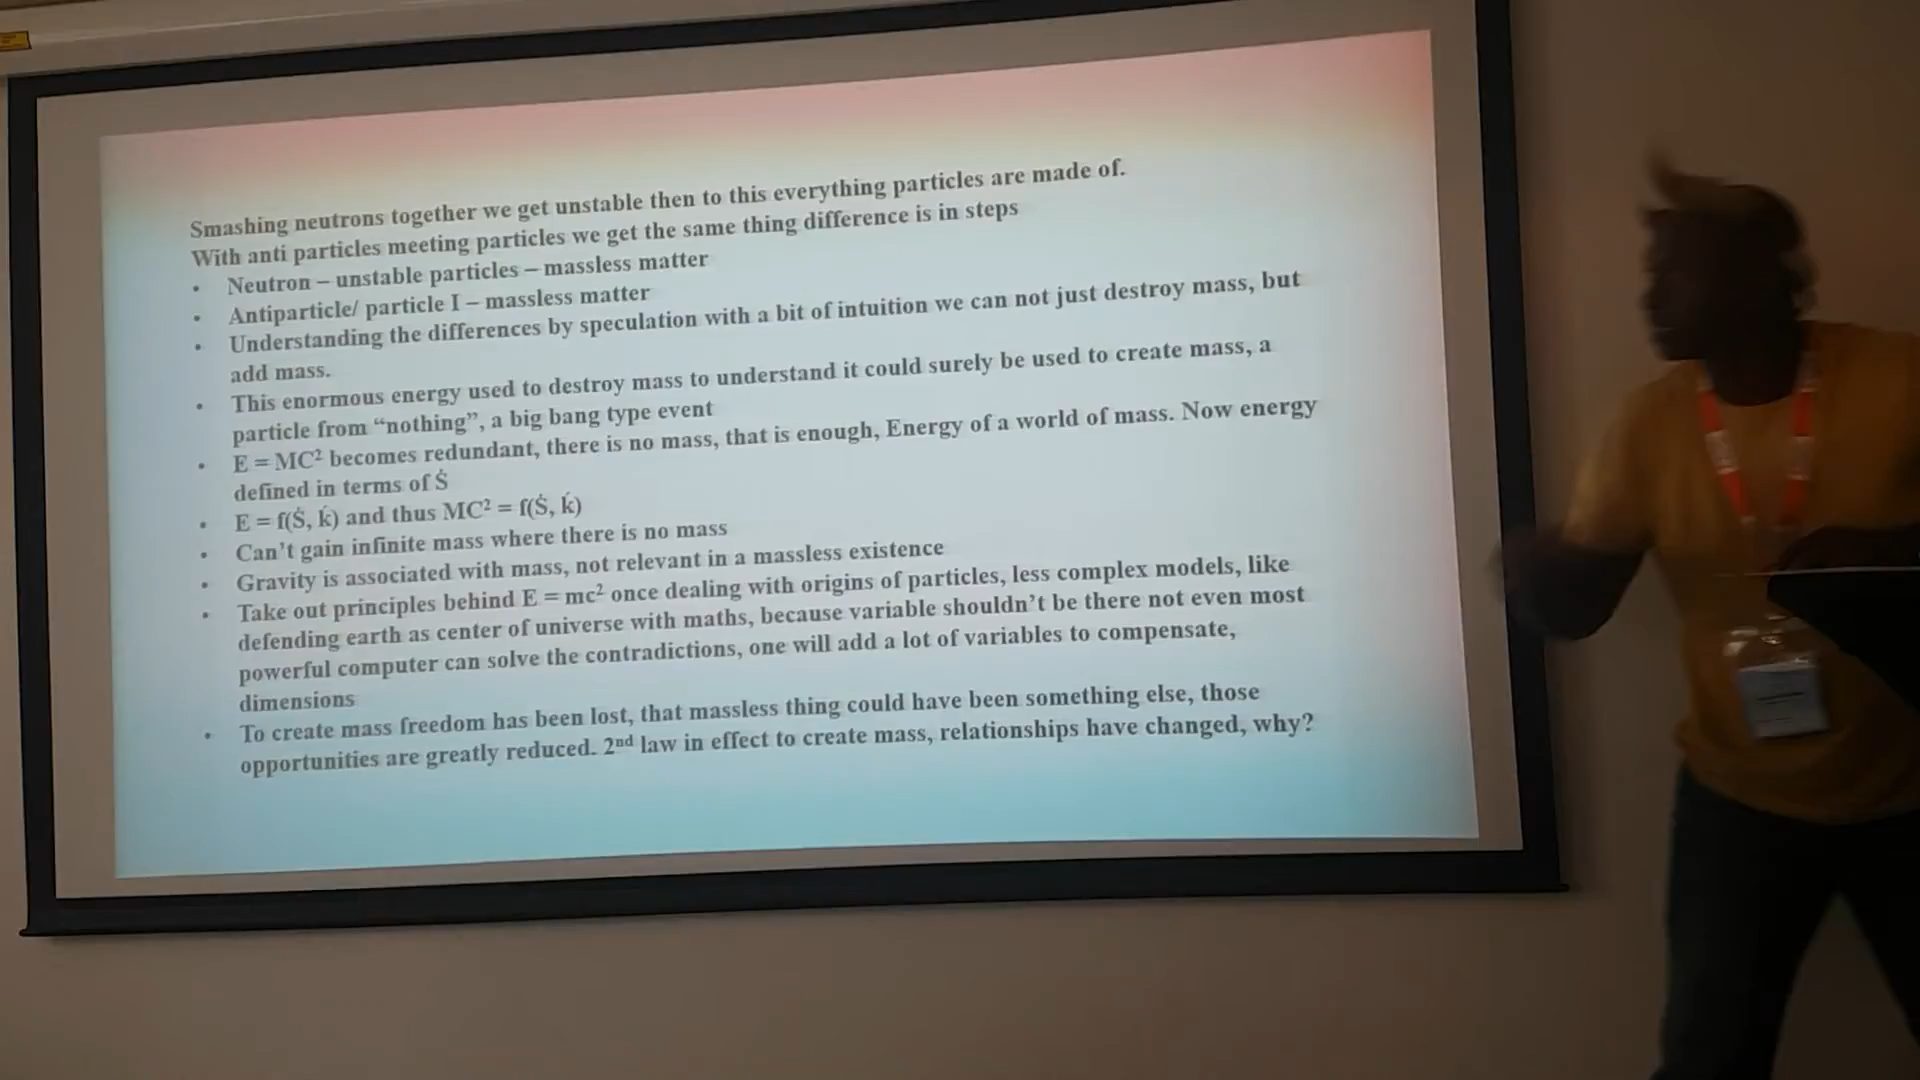 Smashing neutrons together we get unstable then to this everything particles are made of.
With anti particles meeting particles we get the same thing difference is in steps
• Neutron – unstable particles – massless matter
• Antiparticle/ particle I – massless matter
• Understanding the differences by speculation with a bit of intuition we can not just destroy mass, but
add mass.
• This enormous energy used to destroy mass to understand it could surely be used to create mass, a
particle from “nothing”, a big bang type event
• E = MC² becomes redundant, there is no mass, that is enough, Energy of a world of mass. Now energy
defined in terms of Ṡ
• E = f(Ṡ, ḱ) and thus MC² = f(Ṡ, ḱ)
• Can’t gain infinite mass where there is no mass
• Gravity is associated with mass, not relevant in a massless existence
• Take out principles behind E = mc² once dealing with origins of particles, less complex models, like
defending earth as center of universe with maths, because variable shouldn’t be there not even most
powerful computer can solve the contradictions, one will add a lot of variables to compensate,
dimensions
• To create mass freedom has been lost, that massless thing could have been something else, those
opportunities are greatly reduced. 2nd law in effect to create mass, relationships have changed, why?